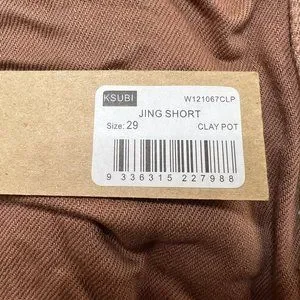 KSUBI W121067CLP
JING SHORT
Size: 29 CLAY POT
9 336315 227988